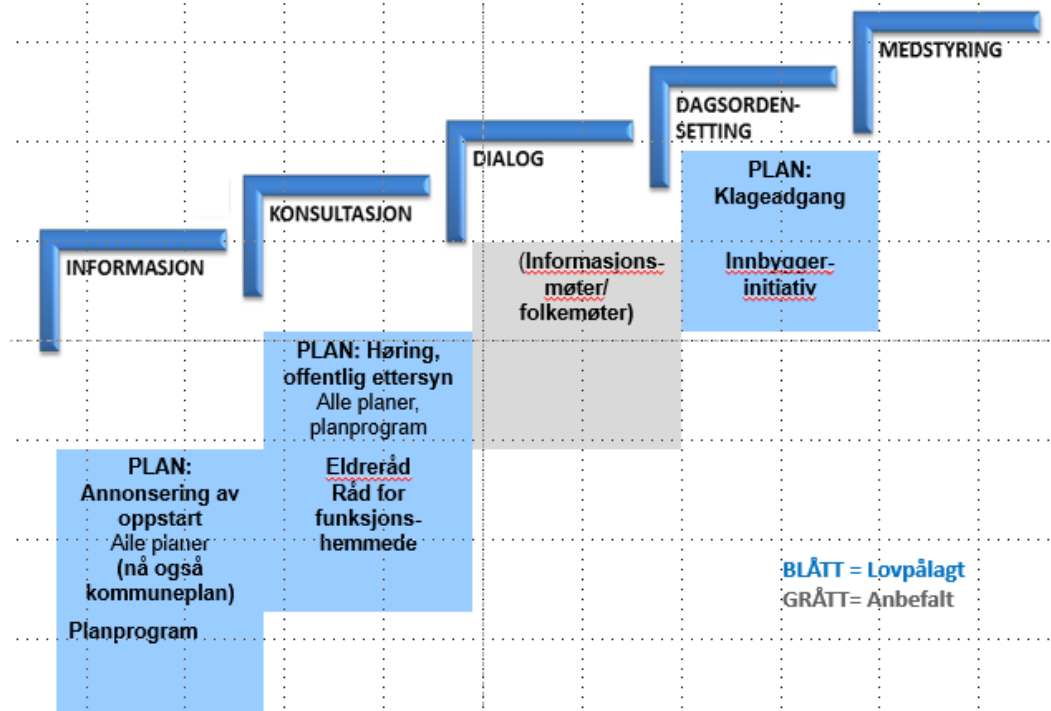 MEDSTYRING
DAGSORDEN-
SETTING
DIALOG
KONSULTASJON
INFORMASJON
PLAN:
Klageadgang
Innbygger-
initiativ
(Informasjons-
møter/
folkemøter)
PLAN: Høring,
offentlig ettersyn
Alle planer,
planprogram
Eldreråd
Råd for
funksjons-
hemmede
PLAN:
Annonsering av
oppstart
Alle planer
(nå også
kommuneplan)
Planprogram
BLÅTT = Lovpålagt
GRÅTT= Anbefalt